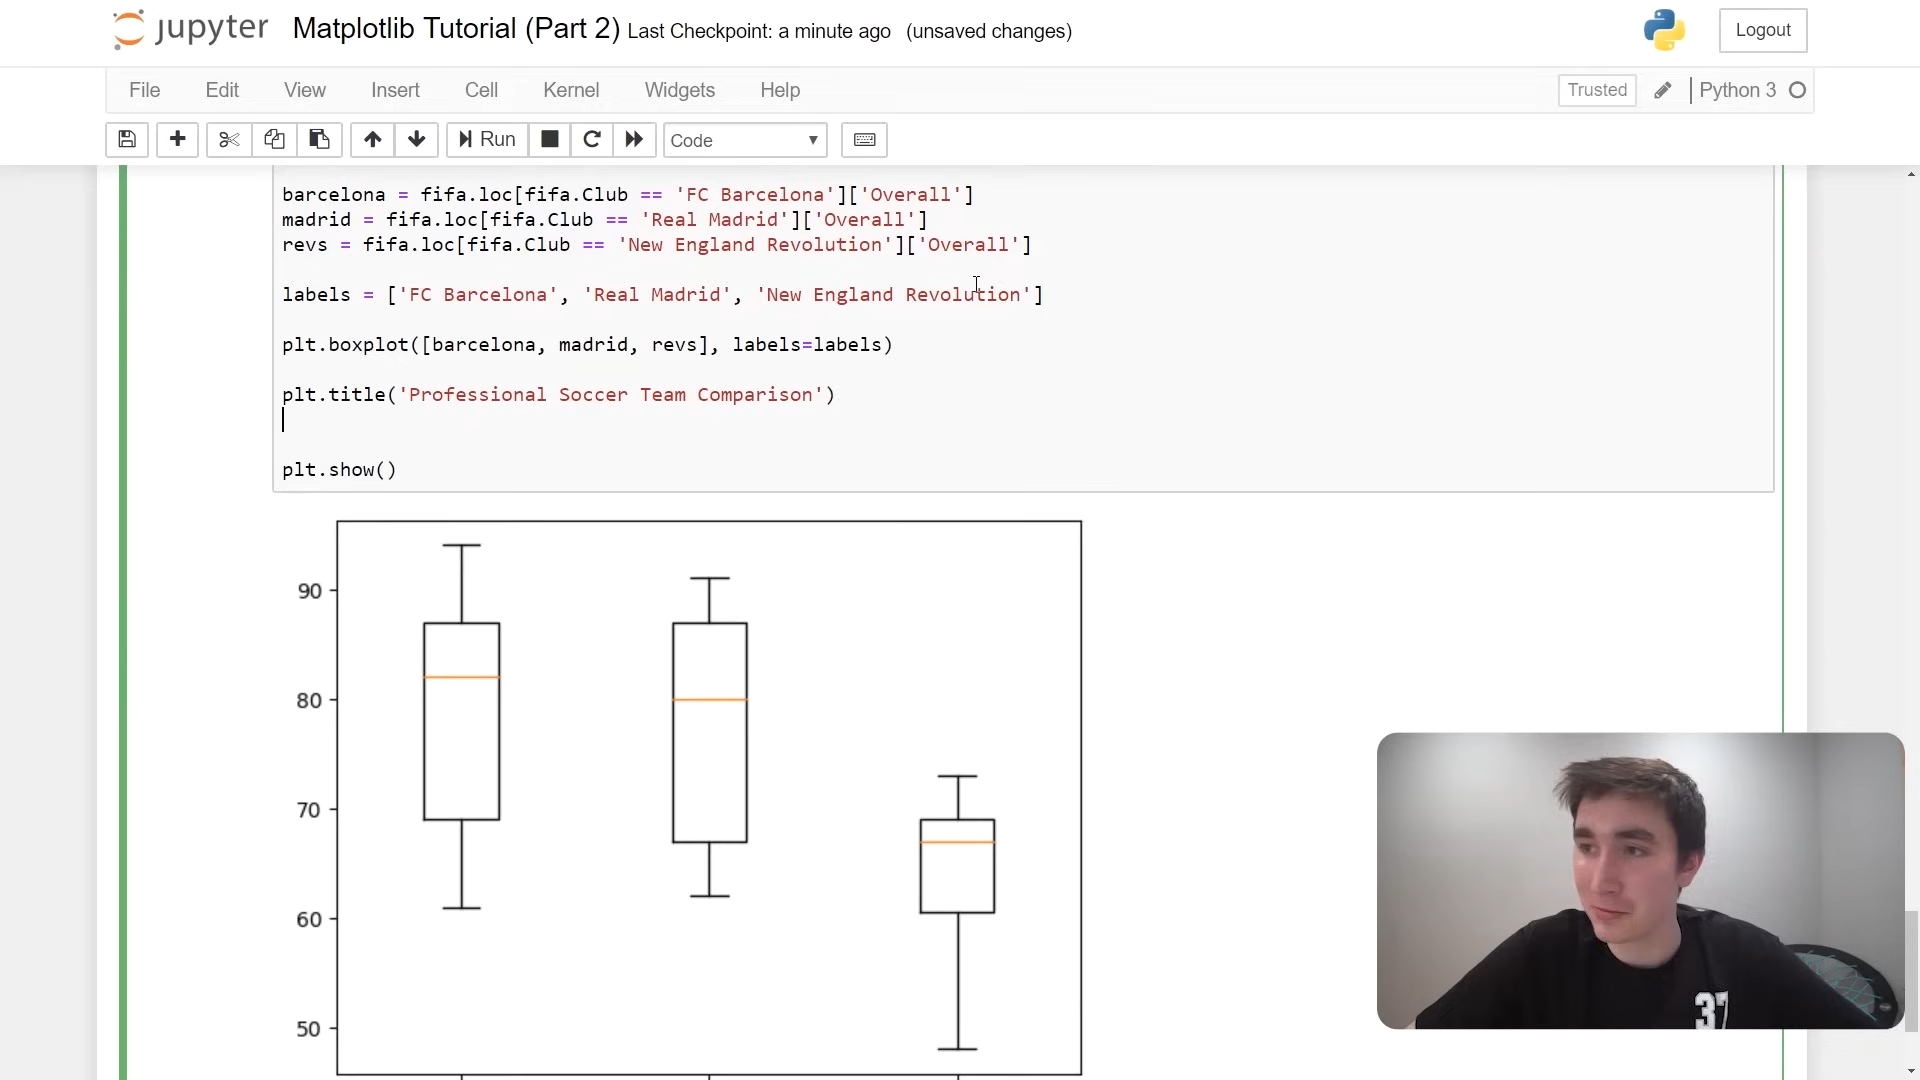 jupyter Matplotlib Tutorial (Part 2) Last Checkpoint: a minute ago (unsaved changes) Logout
File Edit View Insert Cell Kernel Widgets Help Trusted Python 3
Run Code
barcelona = fifa.loc[fifa.Club == 'FC Barcelona']['Overall']
madrid = fifa.loc[fifa.Club == 'Real Madrid']['Overall']
revs = fifa.loc[fifa.Club == 'New England Revolution']['Overall']
labels = ['FC Barcelona', 'Real Madrid', 'New England Revolution']
plt.boxplot([barcelona, madrid, revs], labels=labels)
plt.title('Professional Soccer Team Comparison')
plt.show()
90
80
70
60
50
37